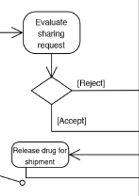 Evaluate
sharing
request
[Reject]
[Accept]
Release drug for
shipment